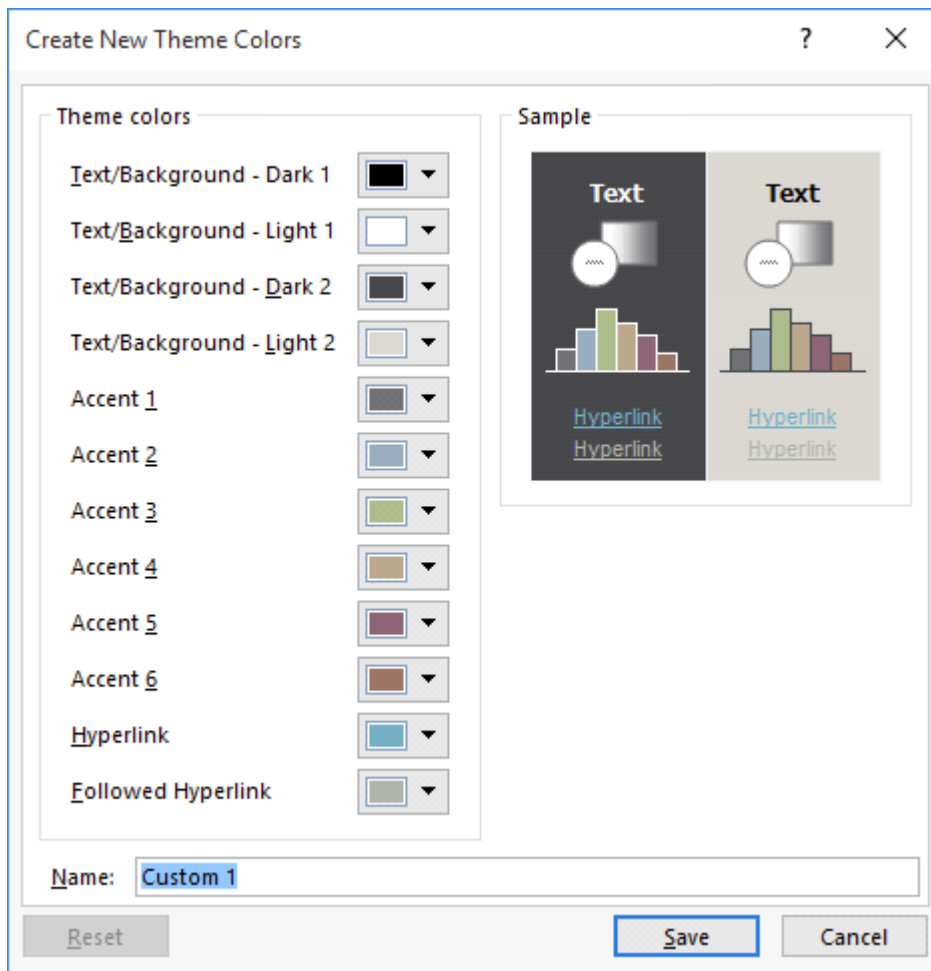 Create New Theme Colors ?
Theme colors
Text/Background - Dark 1
Text/Background - Light 1
Text/Background - Dark 2
Text/Background - Light 2
Accent 1
Accent 2
Accent 3
Accent 4
Accent 5
Accent 6
Hyperlink
Followed Hyperlink
Sample
Text Text
Hyperlink Hyperlink
Hyperlink Hyperlink
Name: Custom 1
Reset Save Cancel